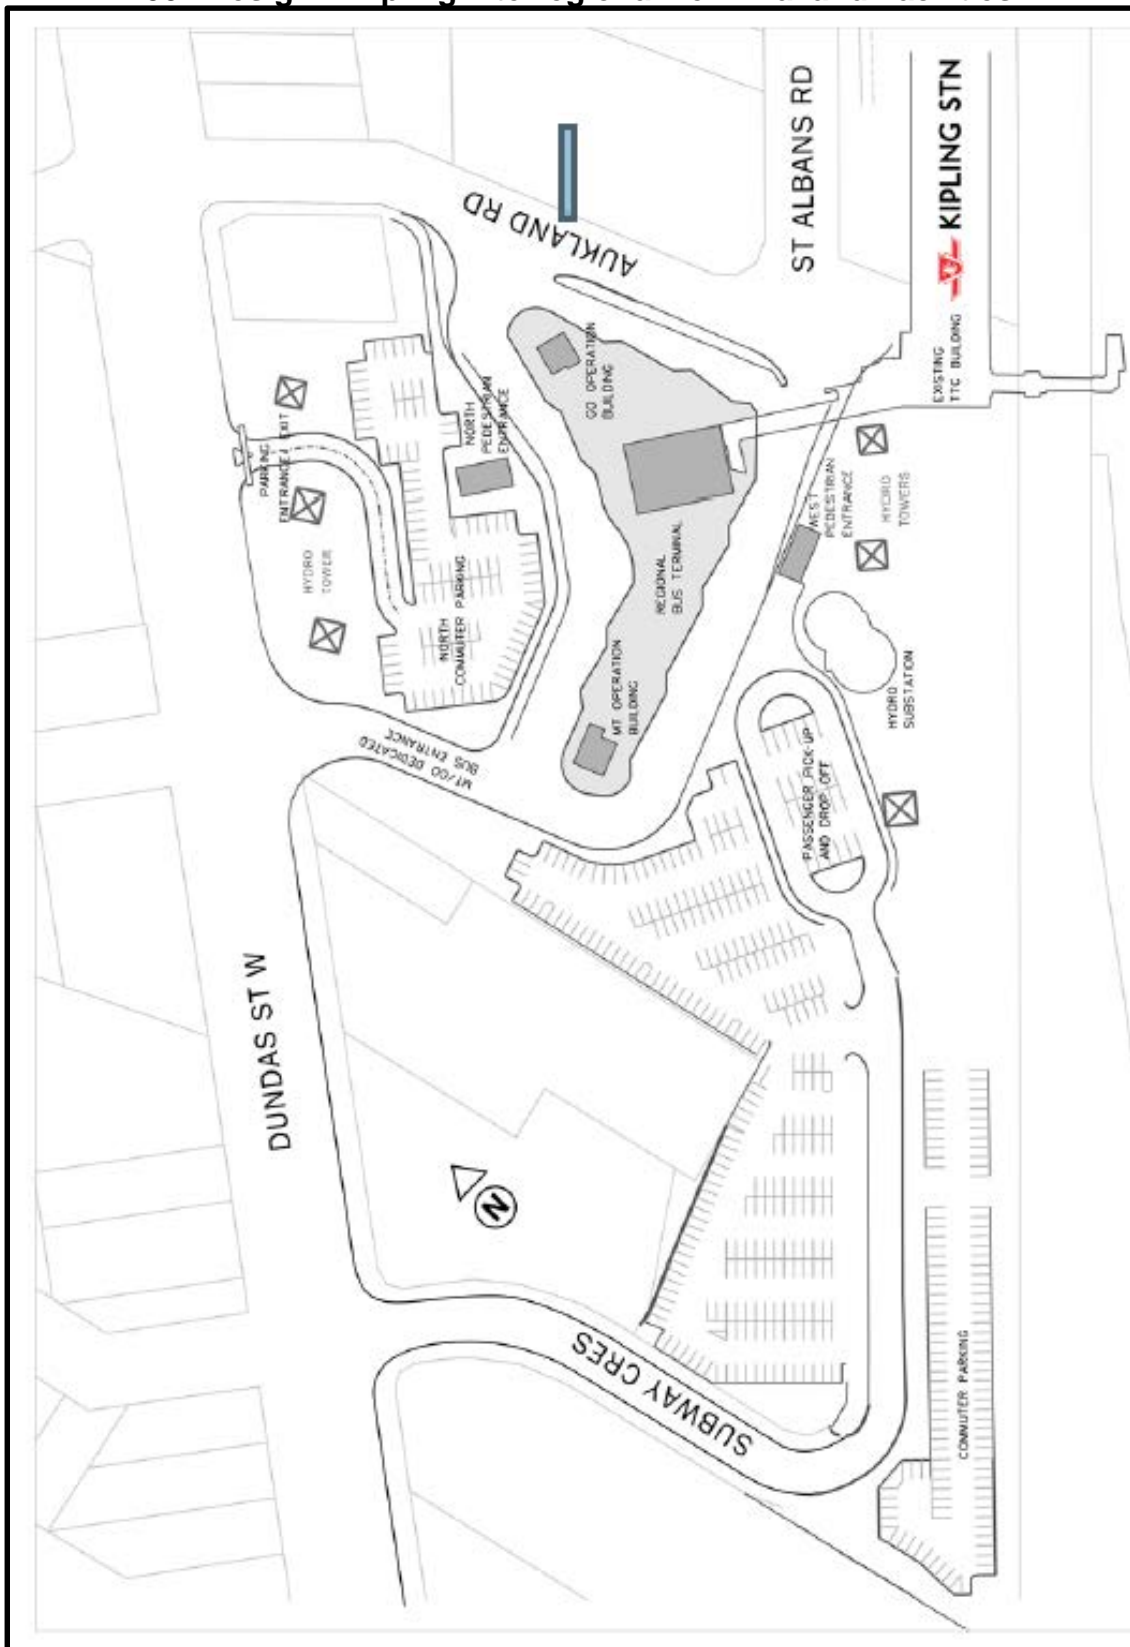 AUKLAND RD
ST ALBANS RD
KIPLING STN
EXISTING
TTC BUILDING
PARKING
ENTRANCE / EXIT
NORTH
PEDESTRIAN
ENTRANCE
GO OPERATION
BUILDING
HYDRO
TOWER
NORTH
COMMUTER PARKING
REGIONAL
BUS TERMINAL
WEST
PEDESTRIAN
ENTRANCE
HYDRO
TOWERS
MT OPERATION
BUILDING
HYDRO
SUBSTATION
MT/GO DEDICATED
BUS ENTRANCE
PASSENGER PICK-UP
AND DROP-OFF
DUNDAS ST W
N
SUBWAY CRES
COMMUTER PARKING